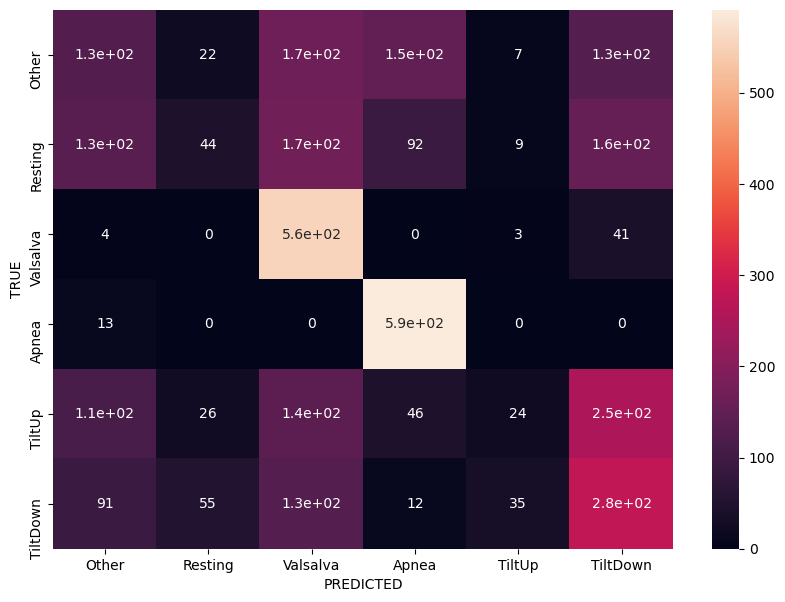 Other 1.3e+02 22 1.7e+02 1.5e+02 7 1.3e+02
Resting 1.3e+02 44 1.7e+02 92 9 1.6e+02
Valsalva 4 0 5.6e+02 0 3 41
Apnea 13 0 0 5.9e+02 0 0
TiltUp 1.1e+02 26 1.4e+02 46 24 2.5e+02
TiltDown 91 55 1.3e+02 12 35 2.8e+02
Other Resting Valsalva Apnea TiltUp TiltDown
PREDICTED
TRUE
500
400
300
200
100
0